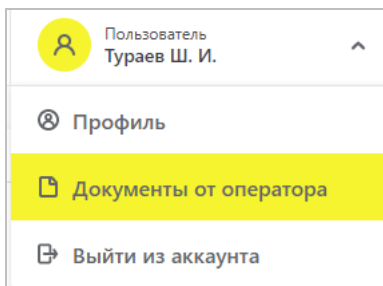 Пользователь
Тураев Ш. И.
Профиль
Документы от оператора
Выйти из аккаунта